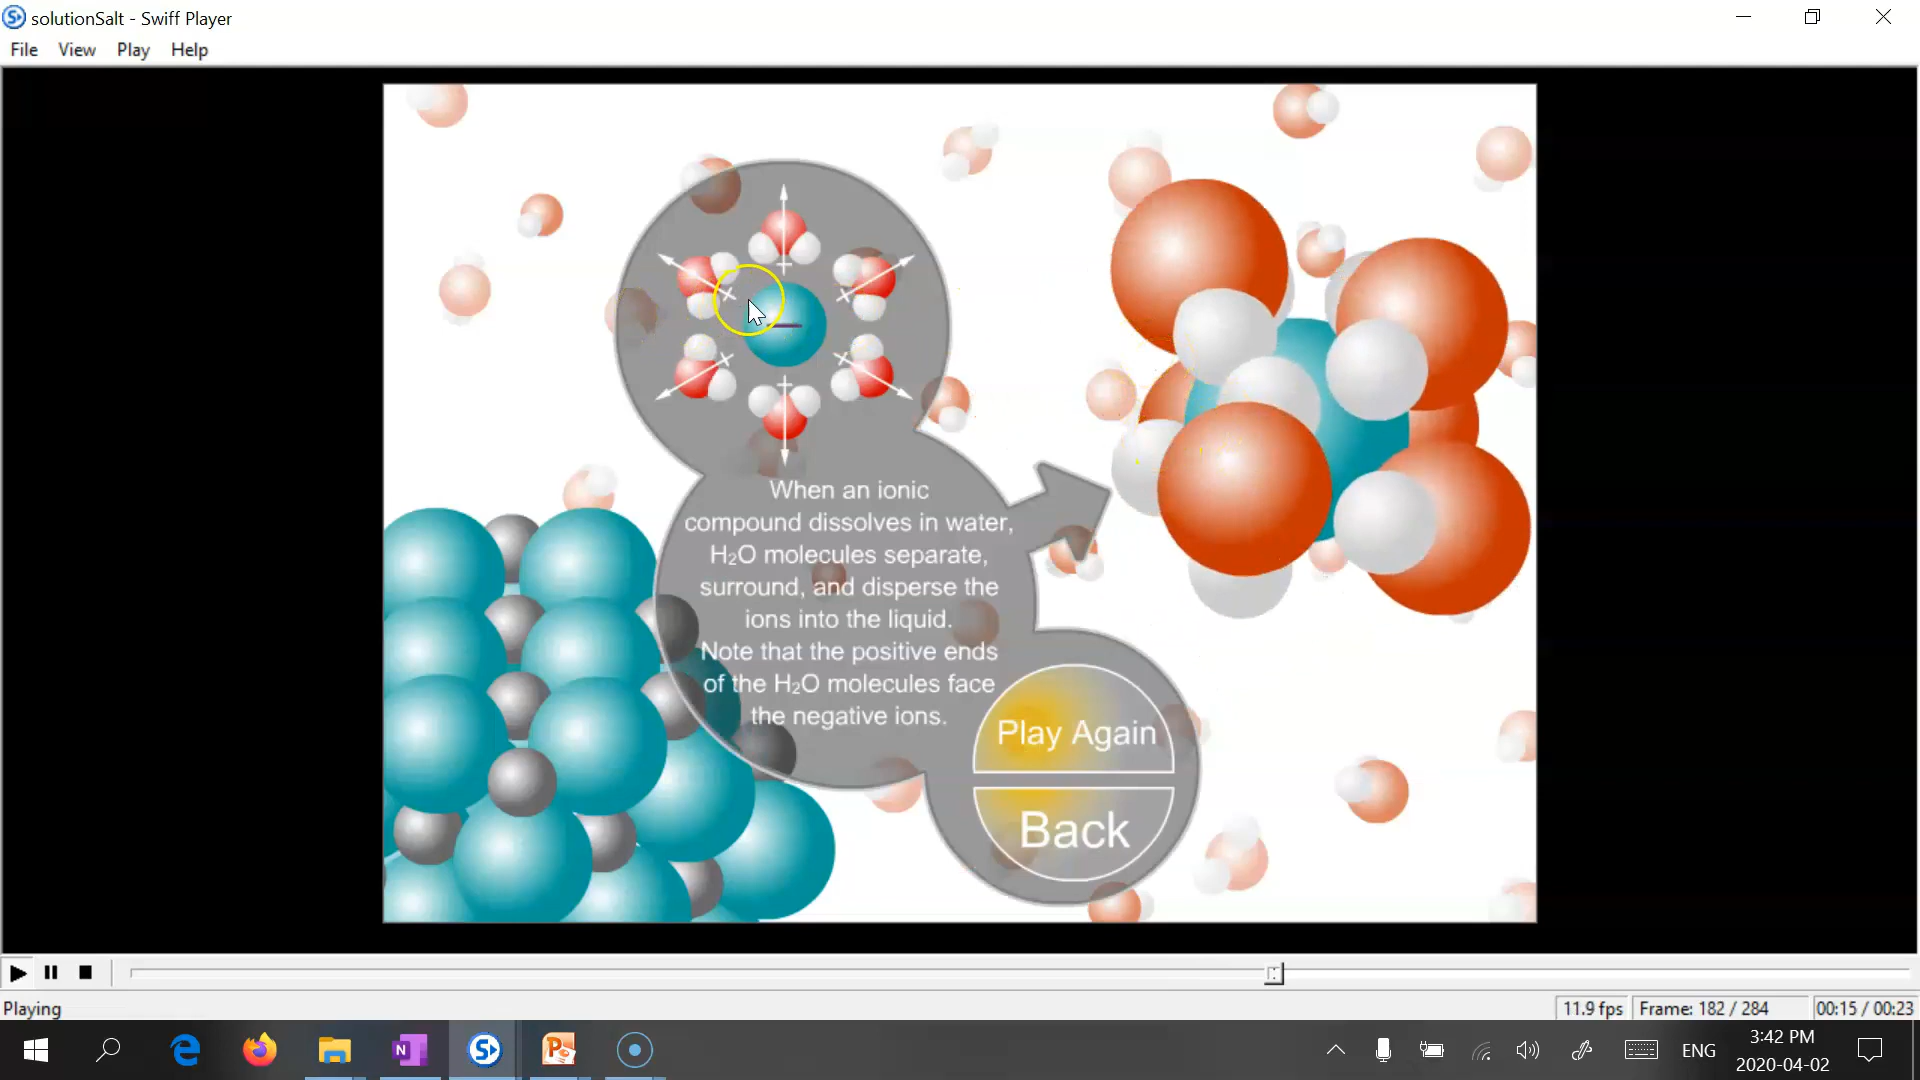 solutionSalt - Swiff Player
File View Play Help
When an ionic
compound dissolves in water,
H₂O molecules separate,
surround, and disperse the
ions into the liquid.
Note that the positive ends
of the H₂O molecules face
the negative ions.
Play Again
Back
Playing
11.9 fps
Frame: 182 / 284
00:15 / 00:23
ENG
3:42 PM
2020-04-02